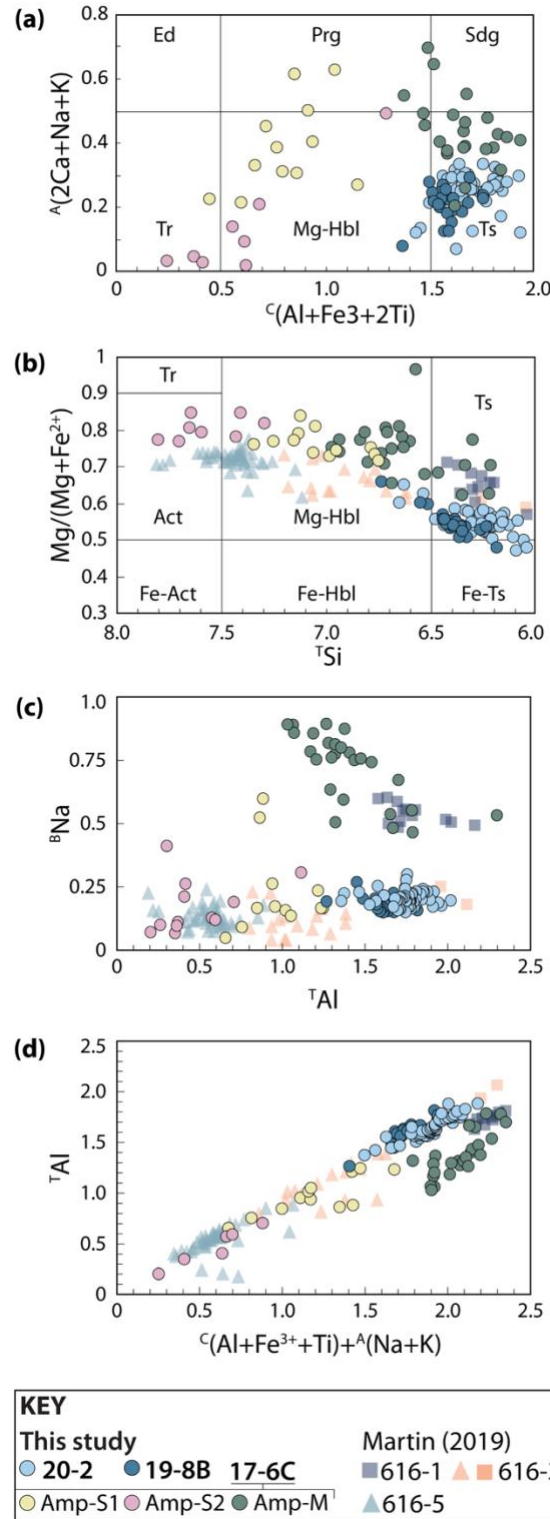 (a)
0.8
Ed
Prg
Sdg
0.6
0.4
0.2
Tr
Mg-Hbl
Ts
0
0
0.5
1.0
1.5
2.0
ᴬ(2Ca+Na+K)
ᶜ(Al+Fe3+2Ti)
(b)
1
Tr
Ts
0.9
0.8
0.7
0.6
Act
Mg-Hbl
0.5
0.4
Fe-Act
Fe-Hbl
Fe-Ts
0.3
8.0
7.5
7.0
6.5
6.0
Mg/(Mg+Fe²⁺)
ᵀSi
(c)
1.0
0.75
0.50
0.25
0
0
0.5
1.0
1.5
2.0
2.5
ᴮNa
ᵀAl
(d)
2.5
2.0
1.5
1.0
0.5
0
0
0.5
1.0
1.5
2.0
2.5
ᵀAl
ᶜ(Al+Fe³⁺+Ti)+ᴬ(Na+K)
KEY
This study
Martin (2019)
20-2
19-8B
17-6C
616-1
Amp-S1
Amp-S2
Amp-M
616-5